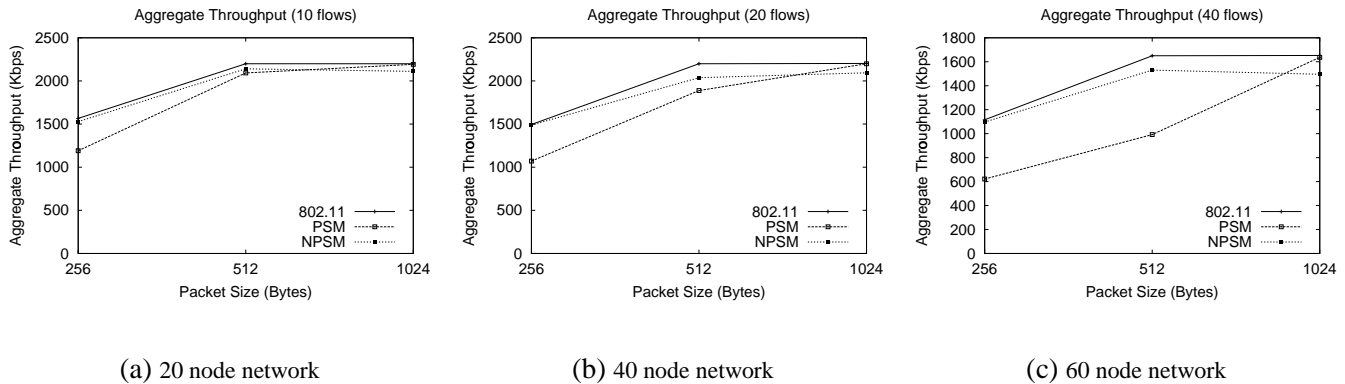 Aggregate Throughput (10 flows)
Aggregate Throughput (Kbps)
2500
2000
1500
1000
500
0
802.11
PSM
NPSM
256
512
1024
Packet Size (Bytes)
(a) 20 node network
Aggregate Throughput (20 flows)
Aggregate Throughput (Kbps)
2500
2000
1500
1000
500
0
802.11
PSM
NPSM
256
512
1024
Packet Size (Bytes)
(b) 40 node network
Aggregate Throughput (40 flows)
Aggregate Throughput (Kbps)
1800
1600
1400
1200
1000
800
600
400
200
0
802.11
PSM
NPSM
256
512
1024
Packet Size (Bytes)
(c) 60 node network